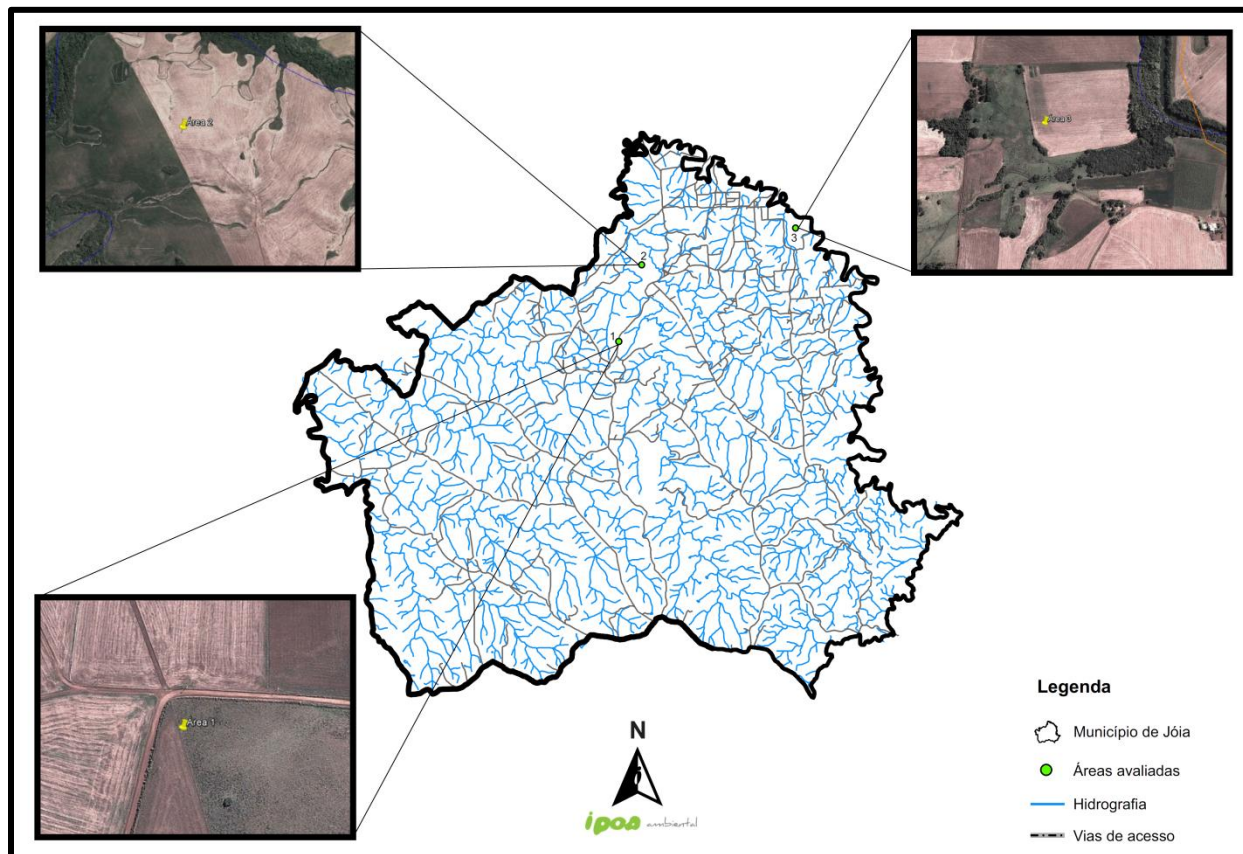 Área 2
Área 3
3
2
1
Área 1
N
ipoa ambiental
Legenda
Município de Jóia
Áreas avaliadas
Hidrografia
Vias de acesso